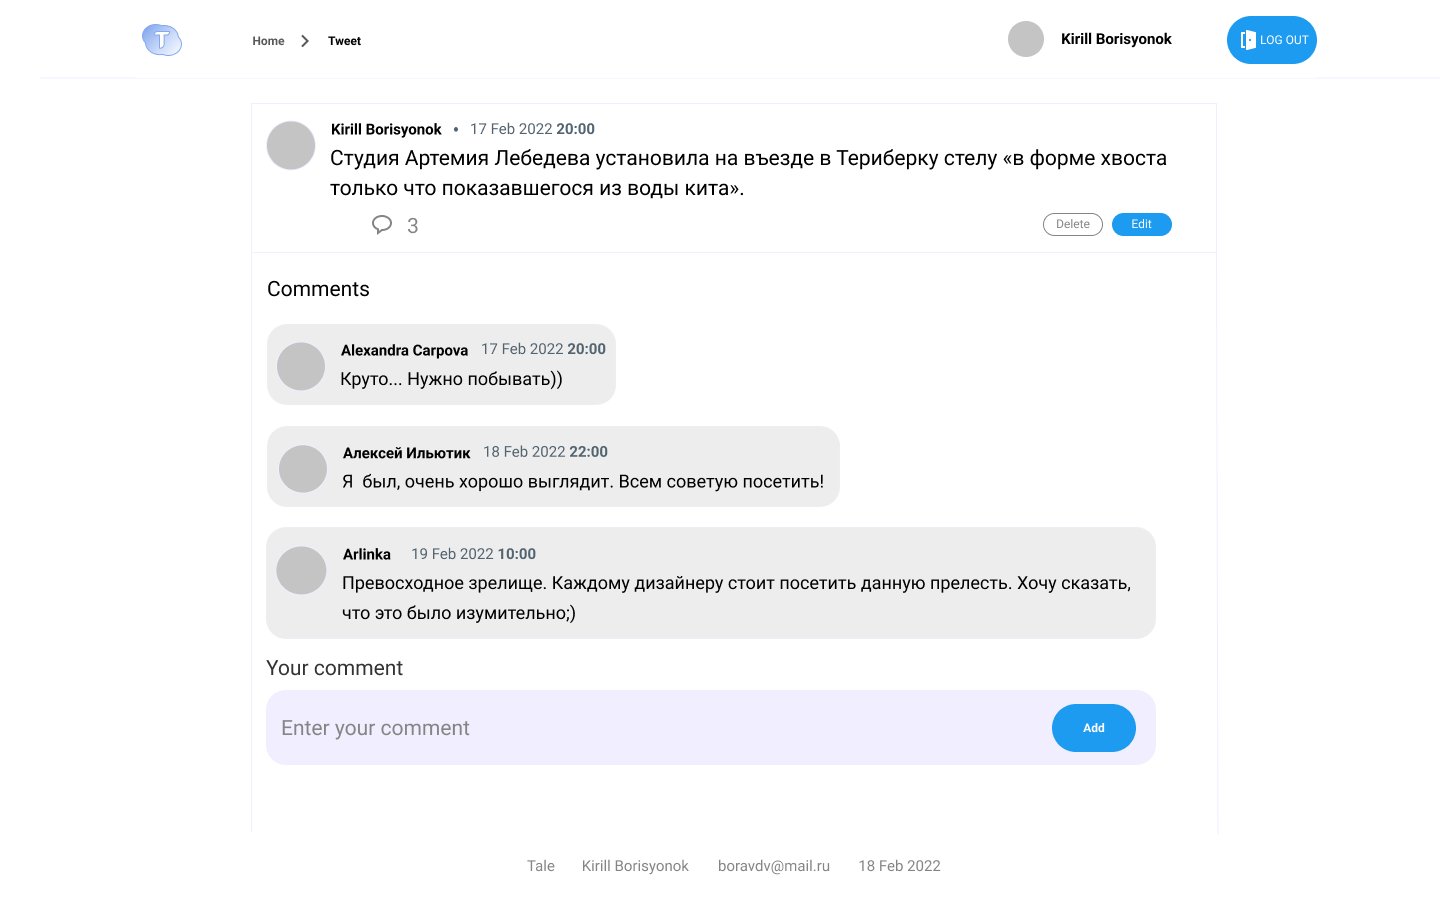 T
Home
Tweet
Kirill Borisyonok
LOG OUT
Kirill Borisyonok • 17 Feb 2022 20:00
Студия Артемия Лебедева установила на въезде в Териберку стелу «в форме хвоста
только что показавшегося из воды кита».
3
Delete
Edit
Comments
Alexandra Carpova 17 Feb 2022 20:00
Круто... Нужно побывать))
Алексей Ильютик 18 Feb 2022 22:00
Я был, очень хорошо выглядит. Всем советую посетить!
Arlinka 19 Feb 2022 10:00
Превосходное зрелище. Каждому дизайнеру стоит посетить данную прелесть. Хочу сказать,
что это было изумительно;)
Your comment
Enter your comment
Add
Tale Kirill Borisyonok boravdv@mail.ru 18 Feb 2022